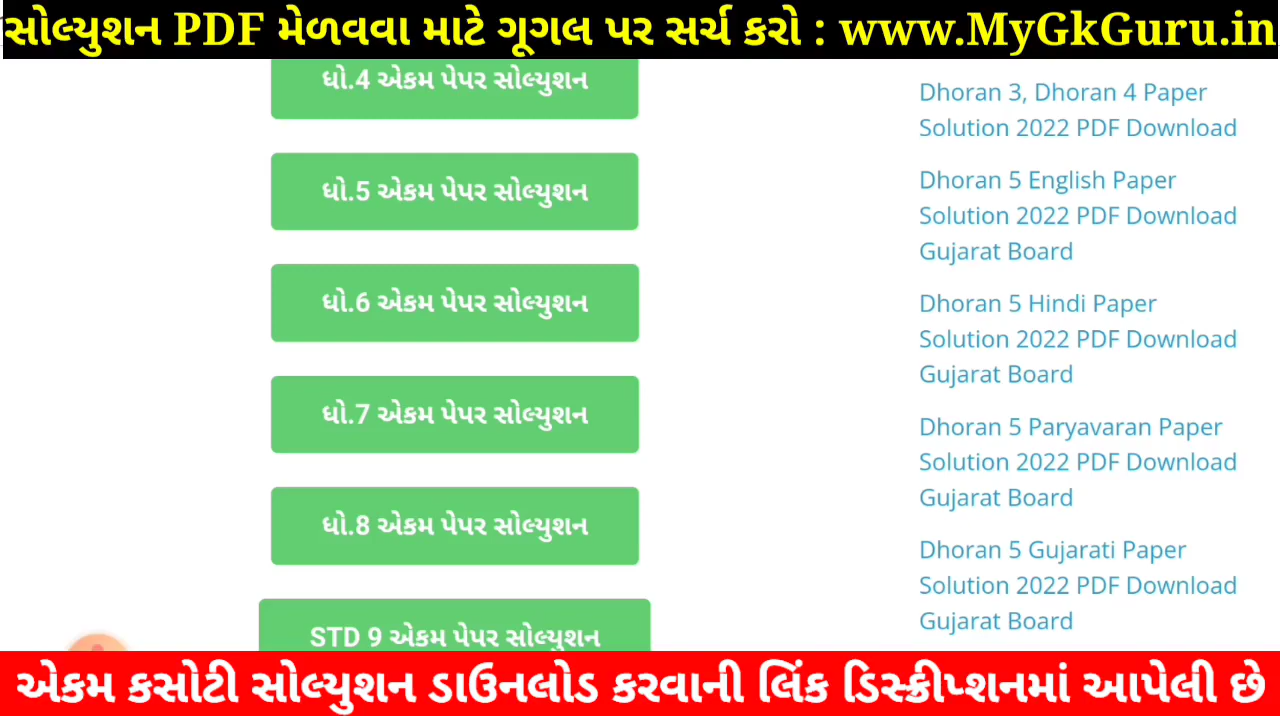 સોલ્યુશન PDF મેળવવા માટે ગૂગલ પર સર્ચ કરો : www.MyGkGuru.in
ધો.4 એકમ પેપર સોલ્યુશન
ધો.5 એકમ પેપર સોલ્યુશન
ધો.6 એકમ પેપર સોલ્યુશન
ધો.7 એકમ પેપર સોલ્યુશન
ધો.8 એકમ પેપર સોલ્યુશન
STD 9 એકમ પેપર સોલ્યુશન
Dhoran 3, Dhoran 4 Paper
Solution 2022 PDF Download
Dhoran 5 English Paper
Solution 2022 PDF Download
Gujarat Board
Dhoran 5 Hindi Paper
Solution 2022 PDF Download
Gujarat Board
Dhoran 5 Paryavaran Paper
Solution 2022 PDF Download
Gujarat Board
Dhoran 5 Gujarati Paper
Solution 2022 PDF Download
Gujarat Board
એકમ કસોટી સોલ્યુશન ડાઉનલોડ કરવાની લિંક ડિસ્ક્રીપ્શનમાં આપેલી છે